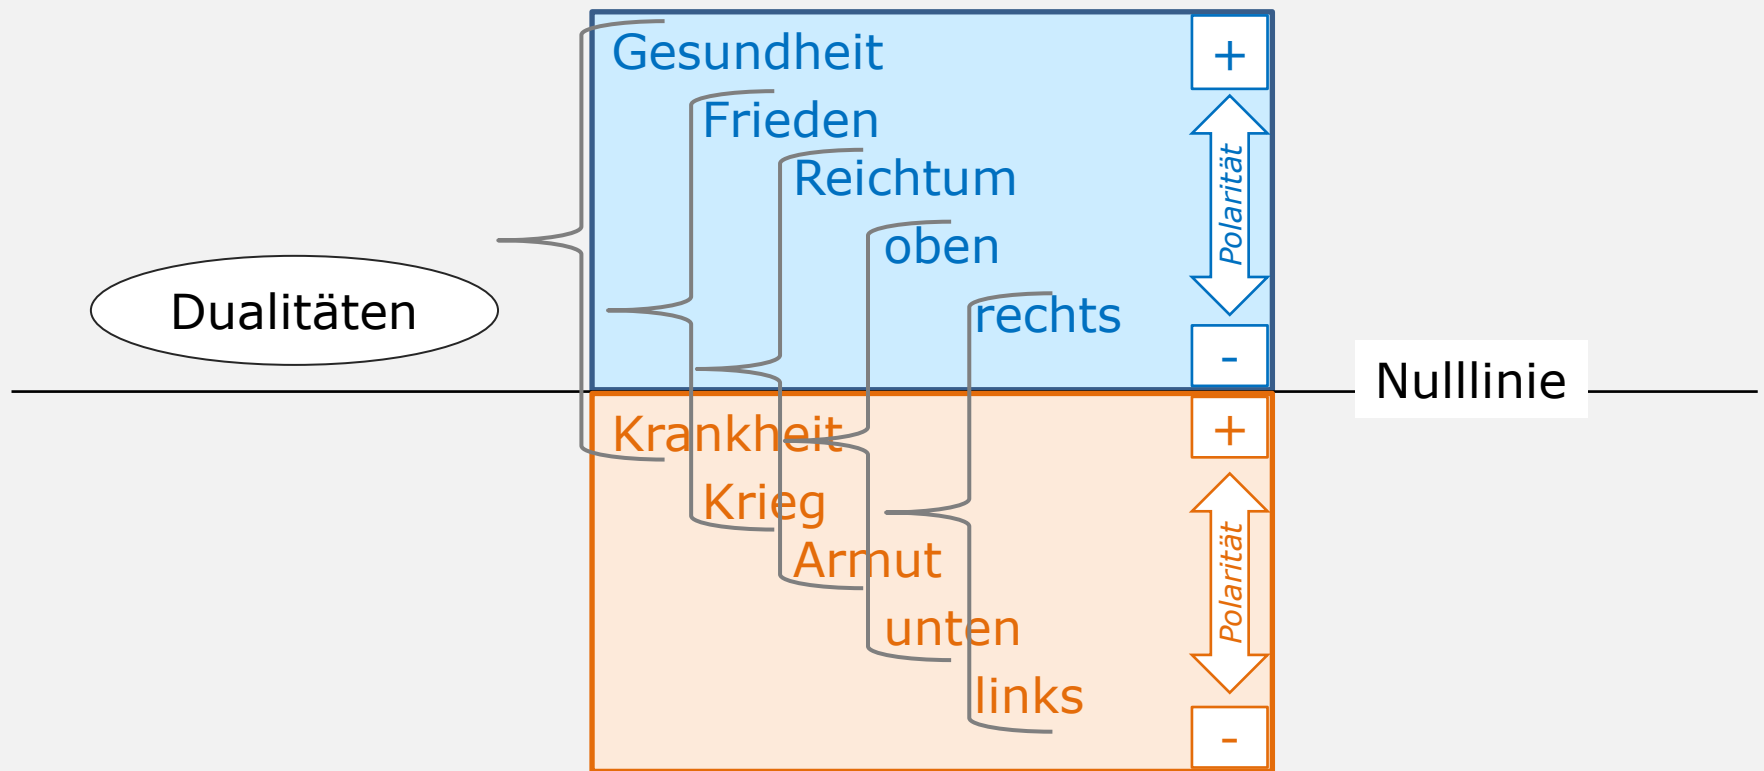 Gesundheit
+
Frieden
Reichtum
Polarität
oben
Dualitäten
rechts
-
Nulllinie
Krankheit
+
Krieg
Armut
Polarität
unten
links
-